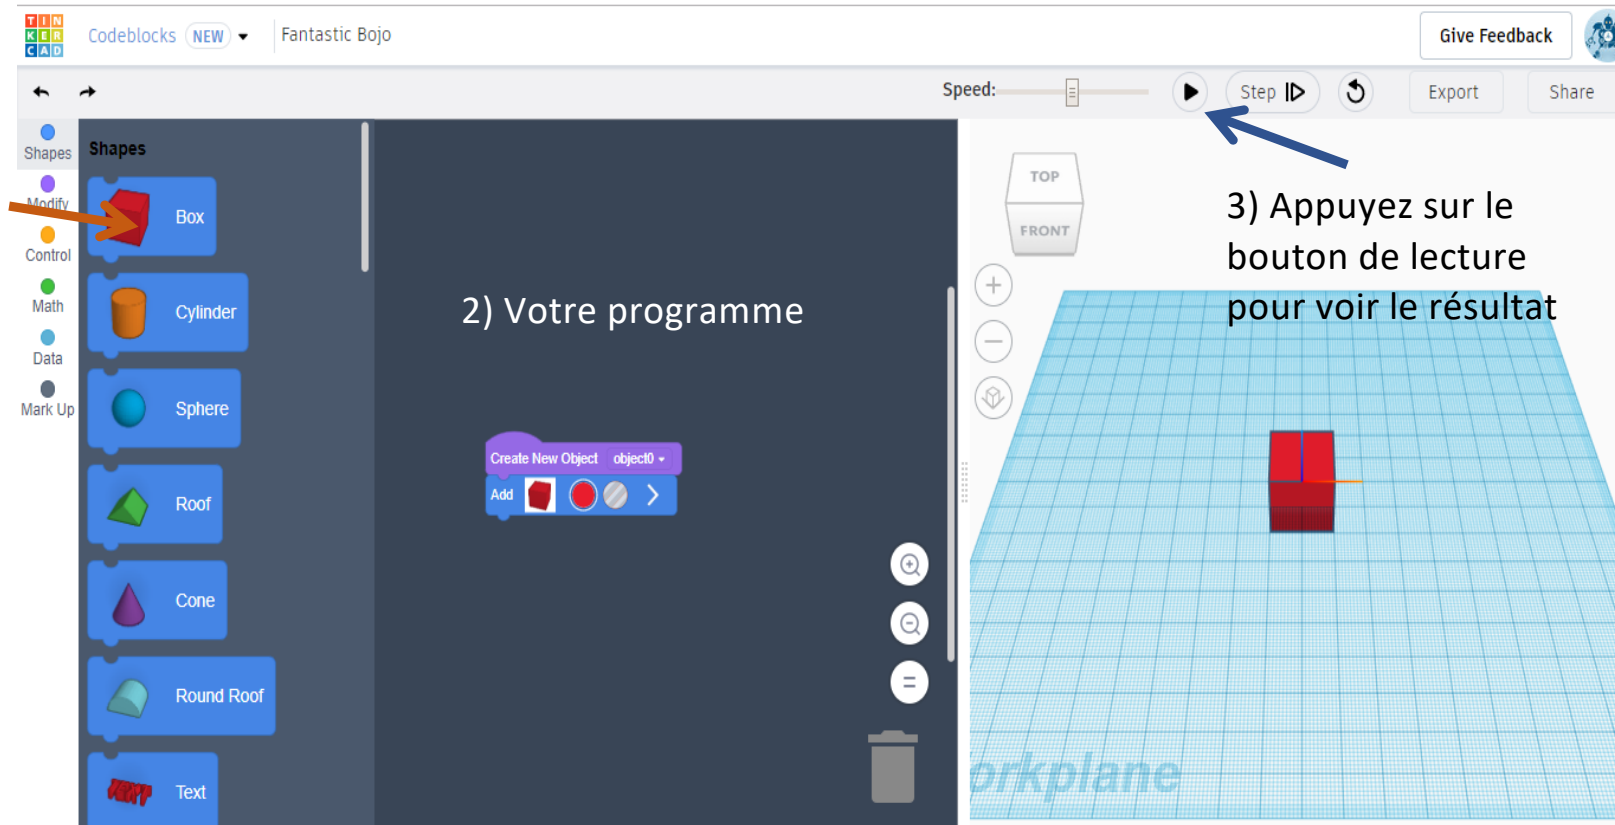 TIN
KER
CAD
Codeblocks NEW
Fantastic Bojo
Give Feedback
Speed:
Step
Export
Share
Shapes
Modify
Control
Math
Data
Mark Up
Shapes
Box
Cylinder
Sphere
Roof
Cone
Round Roof
Text
2) Votre programme
Create New Object object0
Add
TOP
FRONT
3) Appuyez sur le
bouton de lecture
pour voir le résultat
orkplane